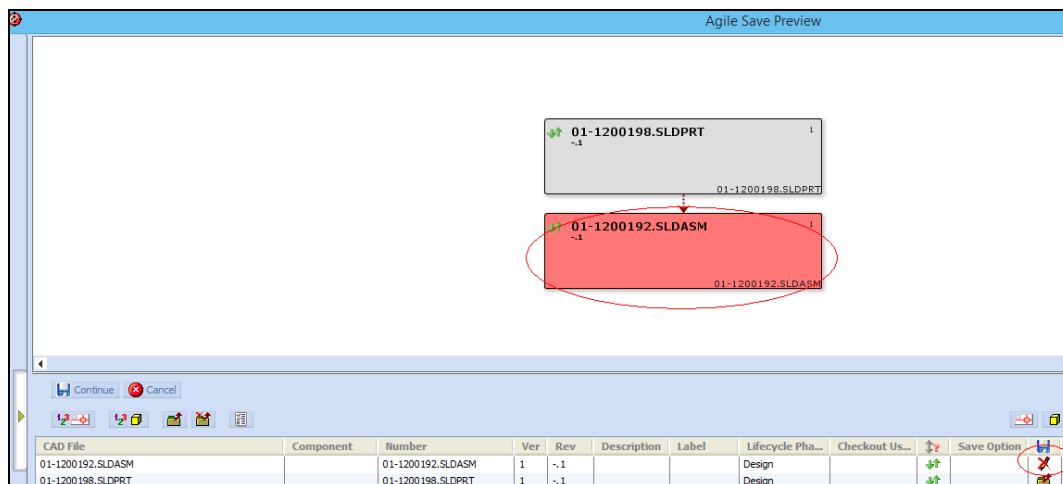 Agile Save Preview
01-1200198.SLDPRT 1
-.1
01-1200198.SLDPRT
01-1200192.SLDASM 1
-.1
01-1200192.SLDASM
Continue Cancel
CAD File Component Number Ver Rev Description Label Lifecycle Pha... Checkout Us... Save Option
01-1200192.SLDASM 01-1200192.SLDASM 1 -.1 Design
01-1200198.SLDPRT 01-1200198.SLDPRT 1 -.1 Design